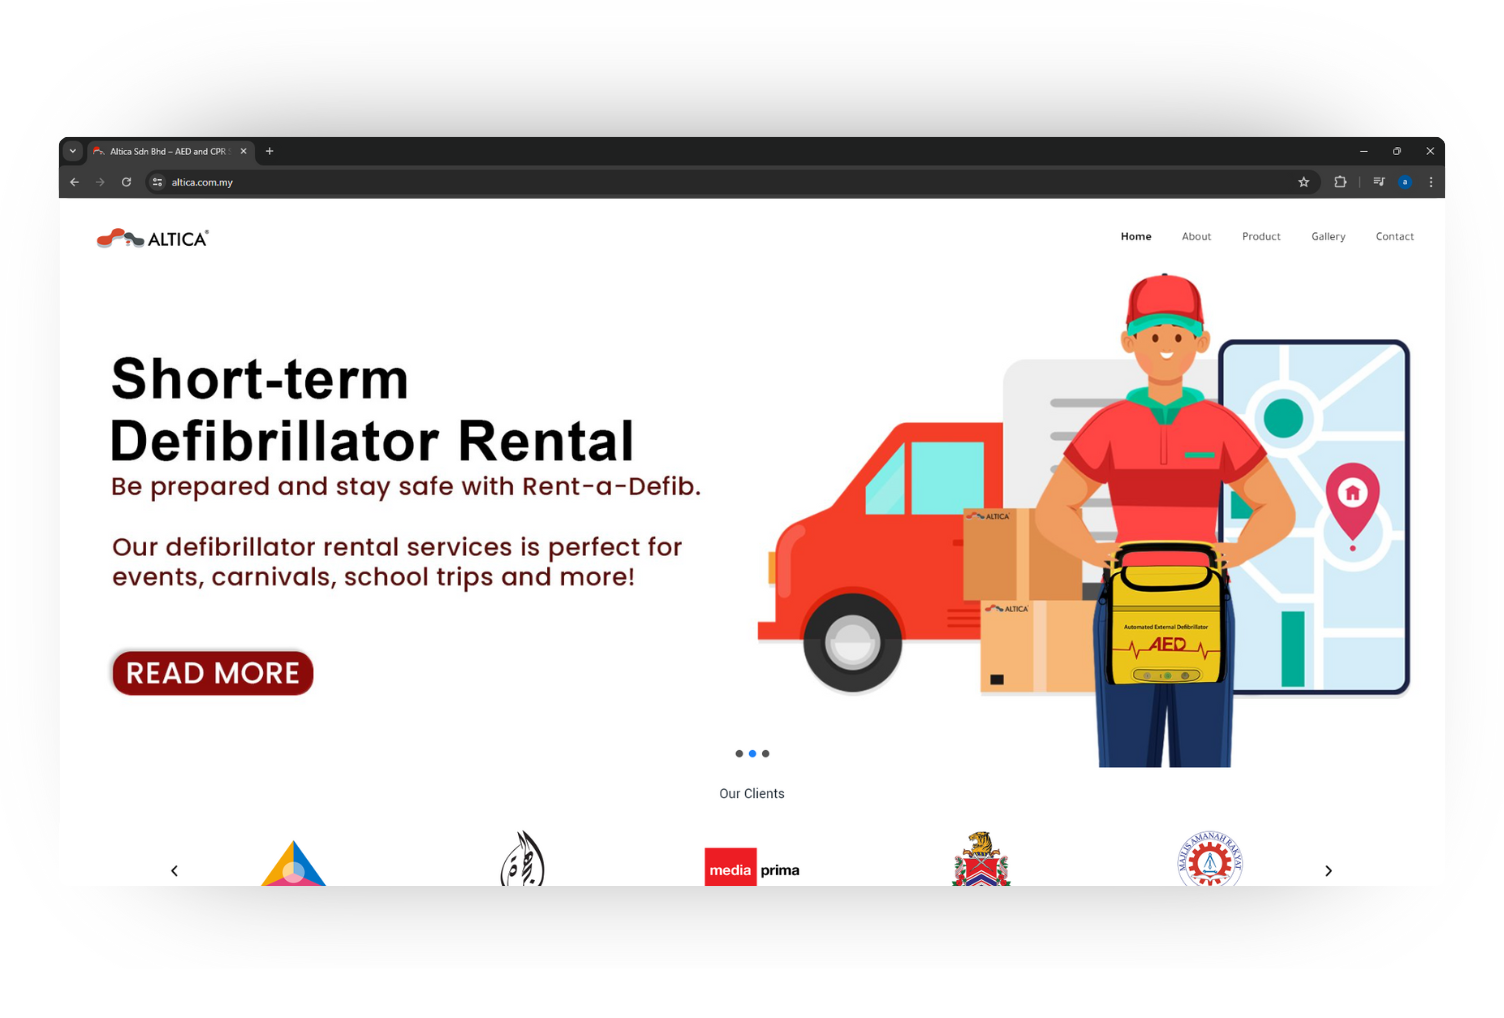 Altica Sdn Bhd – AED and CPR
altica.com.my
ALTICA®
Home
About
Product
Gallery
Contact
Short-term
Defibrillator Rental
Be prepared and stay safe with Rent-a-Defib.
Our defibrillator rental services is perfect for
events, carnivals, school trips and more!
READ MORE
ALTICA
ALTICA
Automated External Defibrillator
AED
Our Clients
media prima
MAJLIS AMANAH RAKYAT